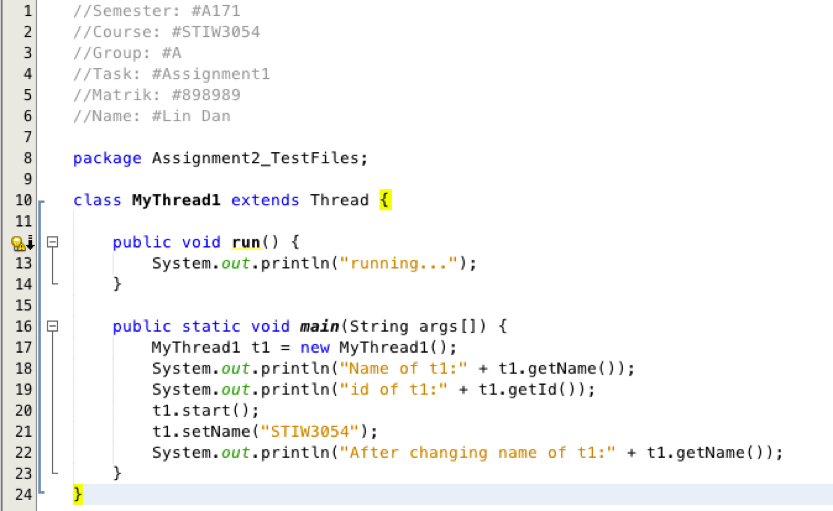 1 //Semester: #A171
2 //Course: #STIW3054
3 //Group: #A
4 //Task: #Assignment1
5 //Matrik: #898989
6 //Name: #Lin Dan
7
8 package Assignment2_TestFiles;
9
10 class MyThread1 extends Thread {
11
public void run() {
13 System.out.println("running...");
14 }
15
16 public static void main(String args[]) {
17 MyThread1 t1 = new MyThread1();
18 System.out.println("Name of t1:" + t1.getName());
19 System.out.println("id of t1:" + t1.getId());
20 t1.start();
21 t1.setName("STIW3054");
22 System.out.println("After changing name of t1:" + t1.getName());
23 }
24 }